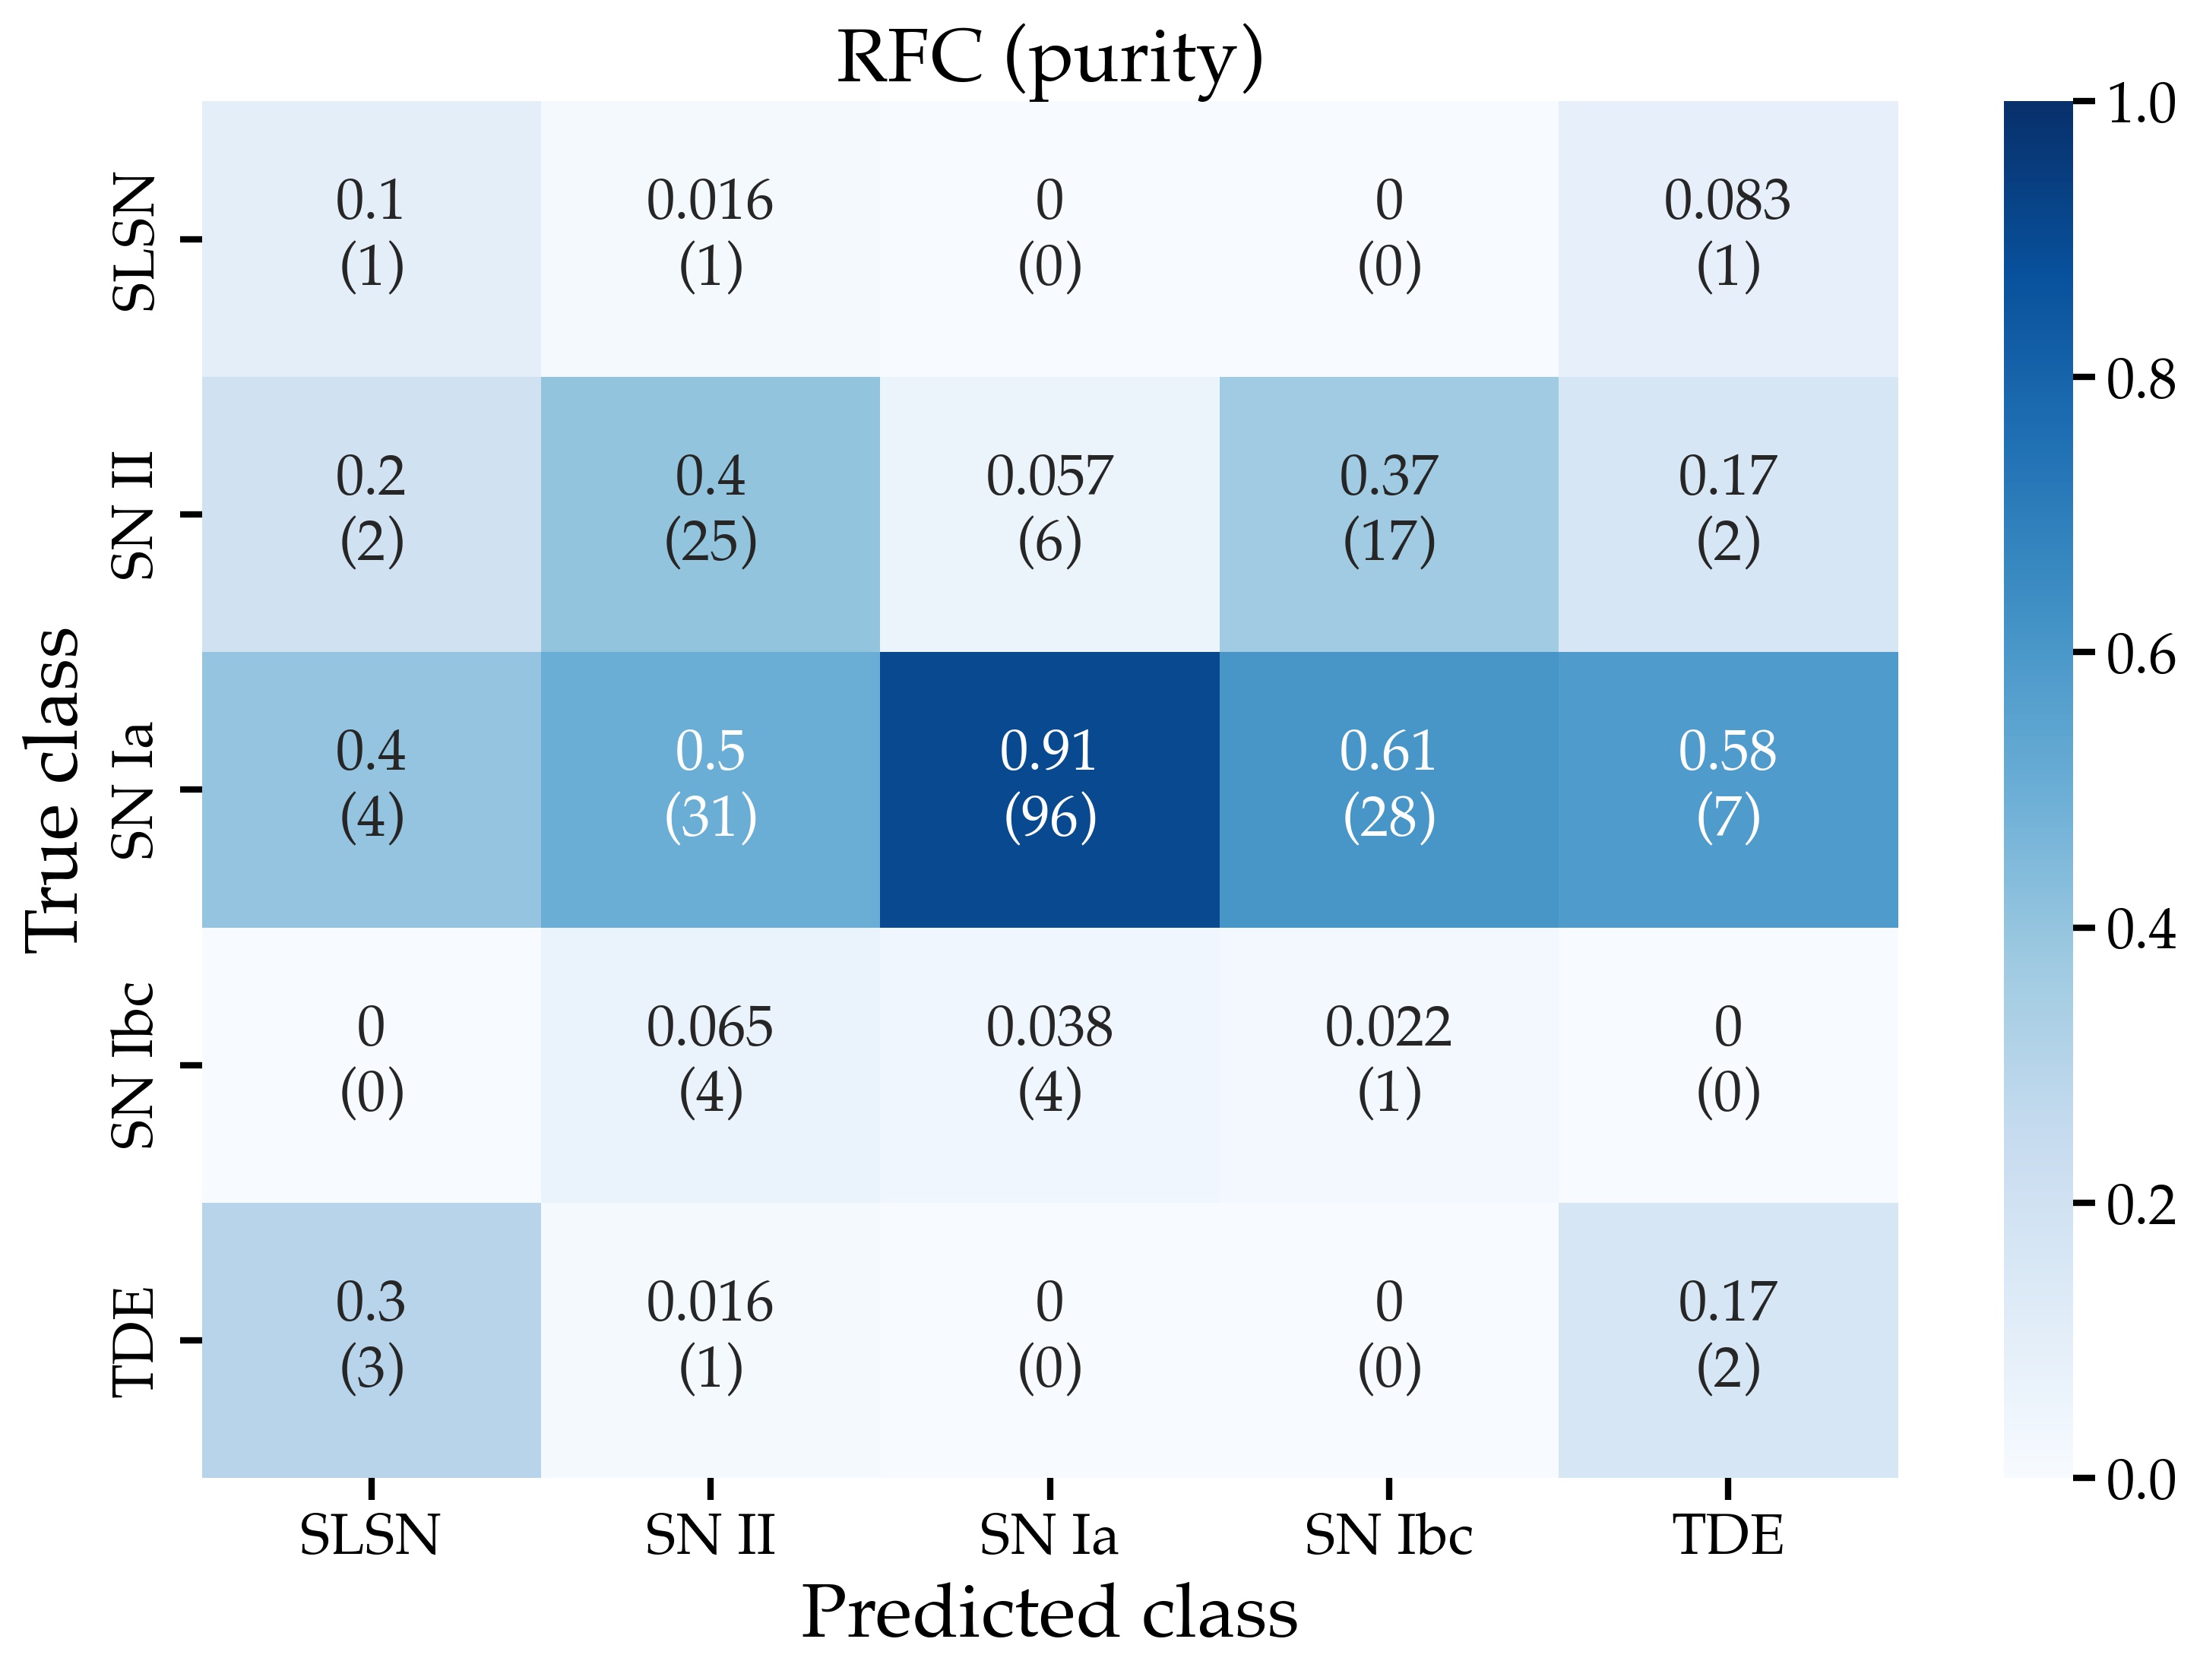 RFC (purity)
1.0
0.8
0.6
0.4
0.2
0.0
True class
SLSN
0.1 0.016 0 0 0.083
(1) (1) (0) (0) (1)
SN II
0.2 0.4 0.057 0.37 0.17
(2) (25) (6) (17) (2)
SN Ia
0.4 0.5 0.91 0.61 0.58
(4) (31) (96) (28) (7)
SN Ibc
0 0.065 0.038 0.022 0
(0) (4) (4) (1) (0)
TDE
0.3 0.016 0 0 0.17
(3) (1) (0) (0) (2)
SLSN SN II SN Ia SN Ibc TDE
Predicted class